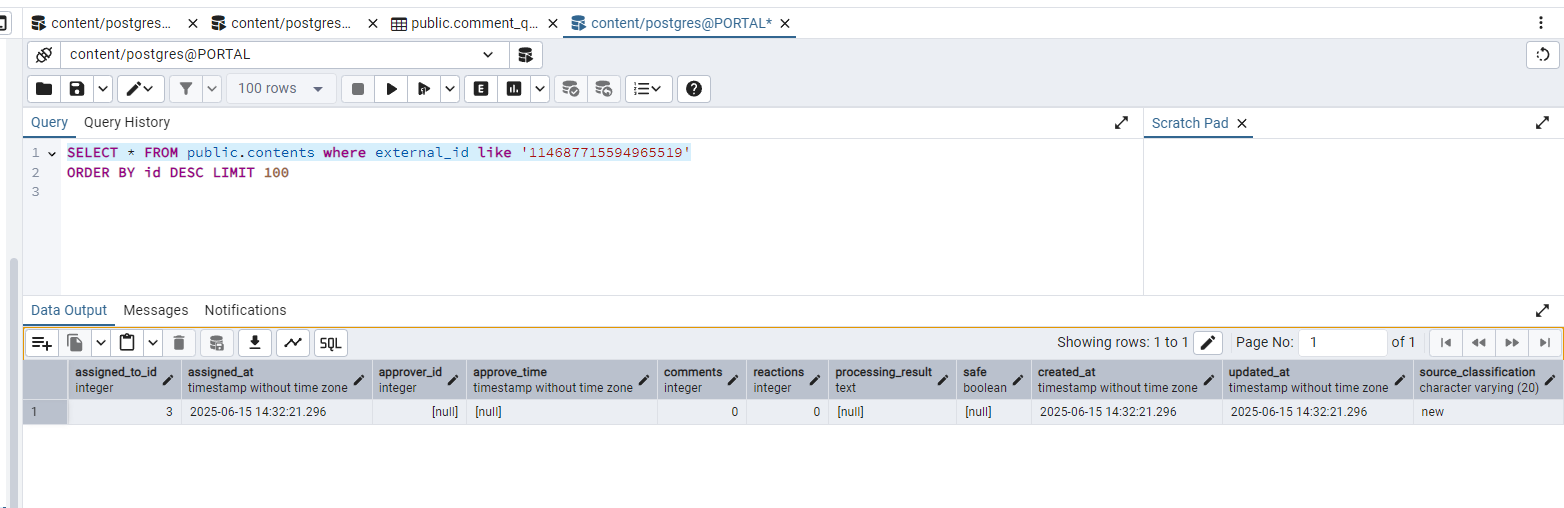 content/postgres... content/postgres... public.comment_q... content/postgres@PORTAL*
content/postgres@PORTAL
100 rows E
Query Query History Scratch Pad
1 SELECT * FROM public.contents where external_id like '114687715594965519'
2 ORDER BY id DESC LIMIT 100
3
Data Output Messages Notifications
SQL Showing rows: 1 to 1 Page No: 1 of 1
assigned_to_id assigned_at approver_id approve_time comments reactions processing_result safe created_at updated_at source_classification
integer timestamp without time zone integer timestamp without time zone integer integer text boolean timestamp without time zone timestamp without time zone character varying (20)
1 3 2025-06-15 14:32:21.296 [null] [null] 0 0 [null] [null] 2025-06-15 14:32:21.296 2025-06-15 14:32:21.296 new